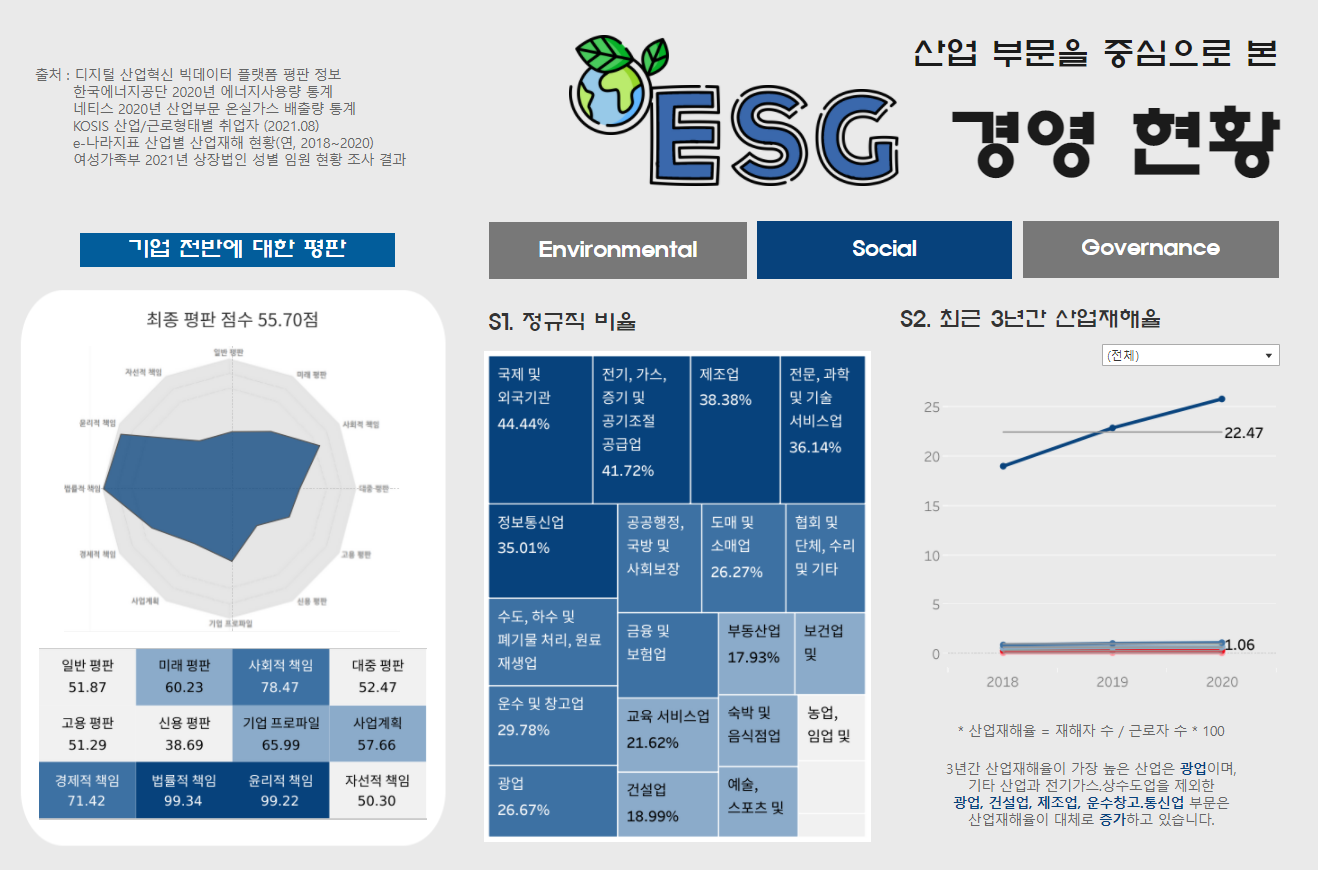 산업 부문을 중심으로 본
ESG
경영 현황
출처 : 디지털 산업혁신 빅데이터 플랫폼 평판 정보
한국에너지공단 2020년 에너지사용량 통계
네티스 2020년 산업부문 온실가스 배출량 통계
KOSIS 산업/근로형태별 취업자 (2021.08)
e-나라지표 산업별 산업재해 현황(연, 2018~2020)
여성가족부 2021년 상장법인 성별 임원 현황 조사 결과
Environmental
Social
Governance
기업 전반에 대한 평판
최종 평판 점수 55.70점
일반 평판
미래 평판
사회적 책임
대중 평판
고용 평판
신용 평판
기업 프로파일
사업계획
경제적 책임
법률적 책임
윤리적 책임
자선적 책임
일반 평판 미래 평판 사회적 책임 대중 평판
51.87 60.23 78.47 52.47
고용 평판 신용 평판 기업 프로파일 사업계획
51.29 38.69 65.99 57.66
경제적 책임 법률적 책임 윤리적 책임 자선적 책임
71.42 99.34 99.22 50.30
S1. 정규직 비율
국제 및
외국기관
44.44%
전기, 가스,
증기 및
공기조절
공급업
41.72%
제조업
38.38%
전문, 과학
및 기술
서비스업
36.14%
정보통신업
35.01%
공공행정,
국방 및
사회보장
도매 및
소매업
26.27%
협회 및
단체, 수리
및 기타
수도, 하수 및
폐기물 처리, 원료
재생업
금융 및
보험업
부동산업
17.93%
보건업
및
운수 및 창고업
29.78%
교육 서비스업
21.62%
숙박 및
음식점업
농업,
임업 및
광업
26.67%
건설업
18.99%
예술,
스포츠 및
S2. 최근 3년간 산업재해율
(전체)
25
20
15
10
5
0
22.47
1.06
2018 2019 2020
* 산업재해율 = 재해자 수 / 근로자 수 * 100
3년간 산업재해율이 가장 높은 산업은 광업이며,
기타 산업과 전기가스.상수도업을 제외한
광업, 건설업, 제조업, 운수창고.통신업 부문은
산업재해율이 대체로 증가하고 있습니다.